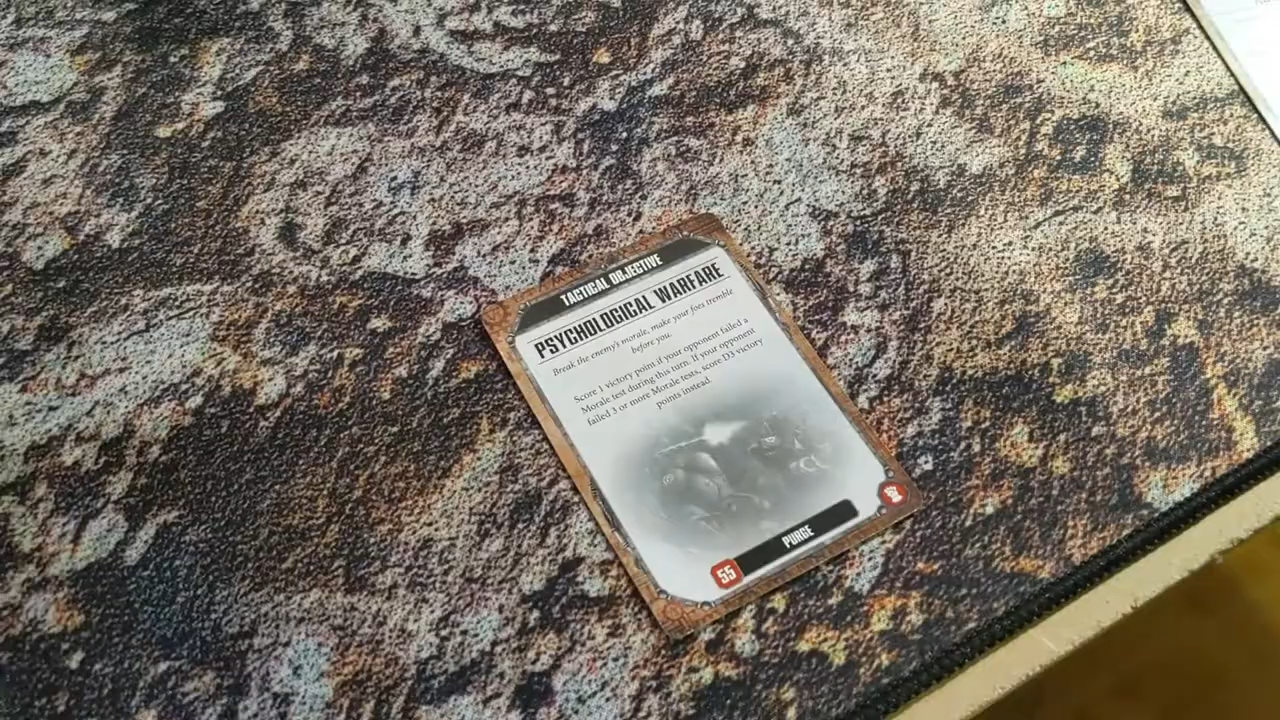 TACTICAL OBJECTIVE
PSYCHOLOGICAL WARFARE
Break the enemy's morale, make your foes tremble
before you.
Score 1 victory point if your opponent failed a
Morale test during this turn. If your opponent
failed 3 or more Morale tests, score D3 victory
points instead.
PURGE
55